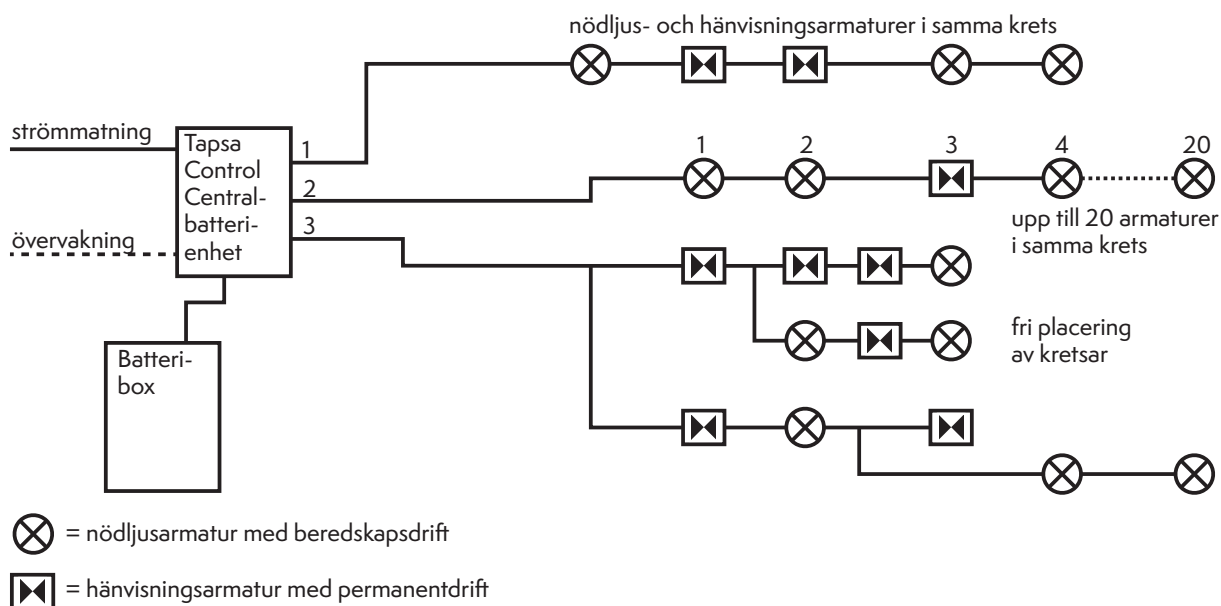 nödljus- och hänvisningsarmaturer i samma krets
strömmatning
Tapsa
Control
Central-
batteri-
enhet
1
2
3
övervakning
1 2 3 4 20
upp till 20 armaturer
i samma krets
fri placering
av kretsar
Batteri-
box
= nödljusarmatur med beredskapsdrift
= hänvisningsarmatur med permanentdrift